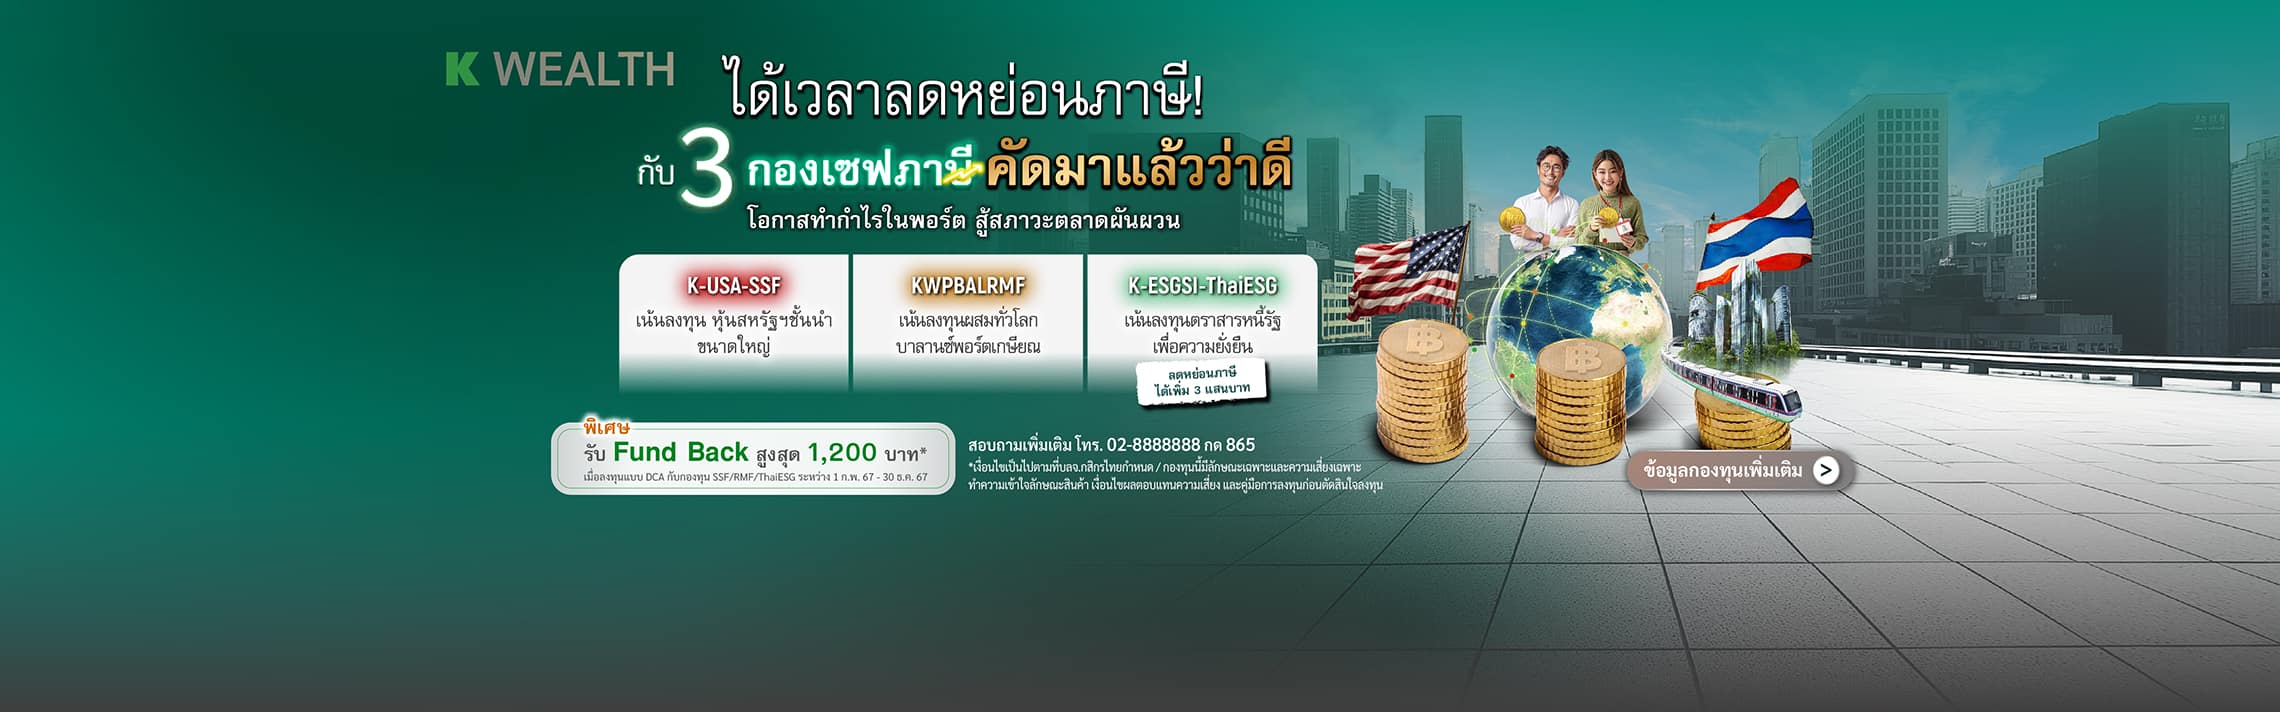 K WEALTH
ได้เวลาลดหย่อนภาษี!
กับ 3 กองเซฟภาษี คัดมาแล้วว่าดี
โอกาสทำกำไรในพอร์ต สู้สภาวะตลาดผันผวน
K-USA-SSF
เน้นลงทุน หุ้นสหรัฐฯชั้นนำ
ขนาดใหญ่
KWPBALRMF
เน้นลงทุนผสมทั่วโลก
บาลานซ์พอร์ตเกษียณ
K-ESGSI-ThaiESG
เน้นลงทุนตราสารหนี้รัฐ
เพื่อความยั่งยืน
ลดหย่อนภาษี
ได้เพิ่ม 3 แสนบาท
พิเศษ
รับ Fund Back สูงสุด 1,200 บาท*
เมื่อลงทุนแบบ DCA กับกองทุน SSF/RMF/ThaiESG ระหว่าง 1 ก.พ. 67 - 30 ธ.ค. 67
สอบถามเพิ่มเติม โทร. 02-8888888 กด 865
*เงื่อนไขเป็นไปตามที่บลจ.กสิกรไทยกำหนด / กองทุนนี้มีลักษณะเฉพาะและความเสี่ยงเฉพาะ
ทำความเข้าใจลักษณะสินค้า เงื่อนไขผลตอบแทนความเสี่ยง และคู่มือการลงทุนก่อนตัดสินใจลงทุน
ข้อมูลกองทุนเพิ่มเติม >